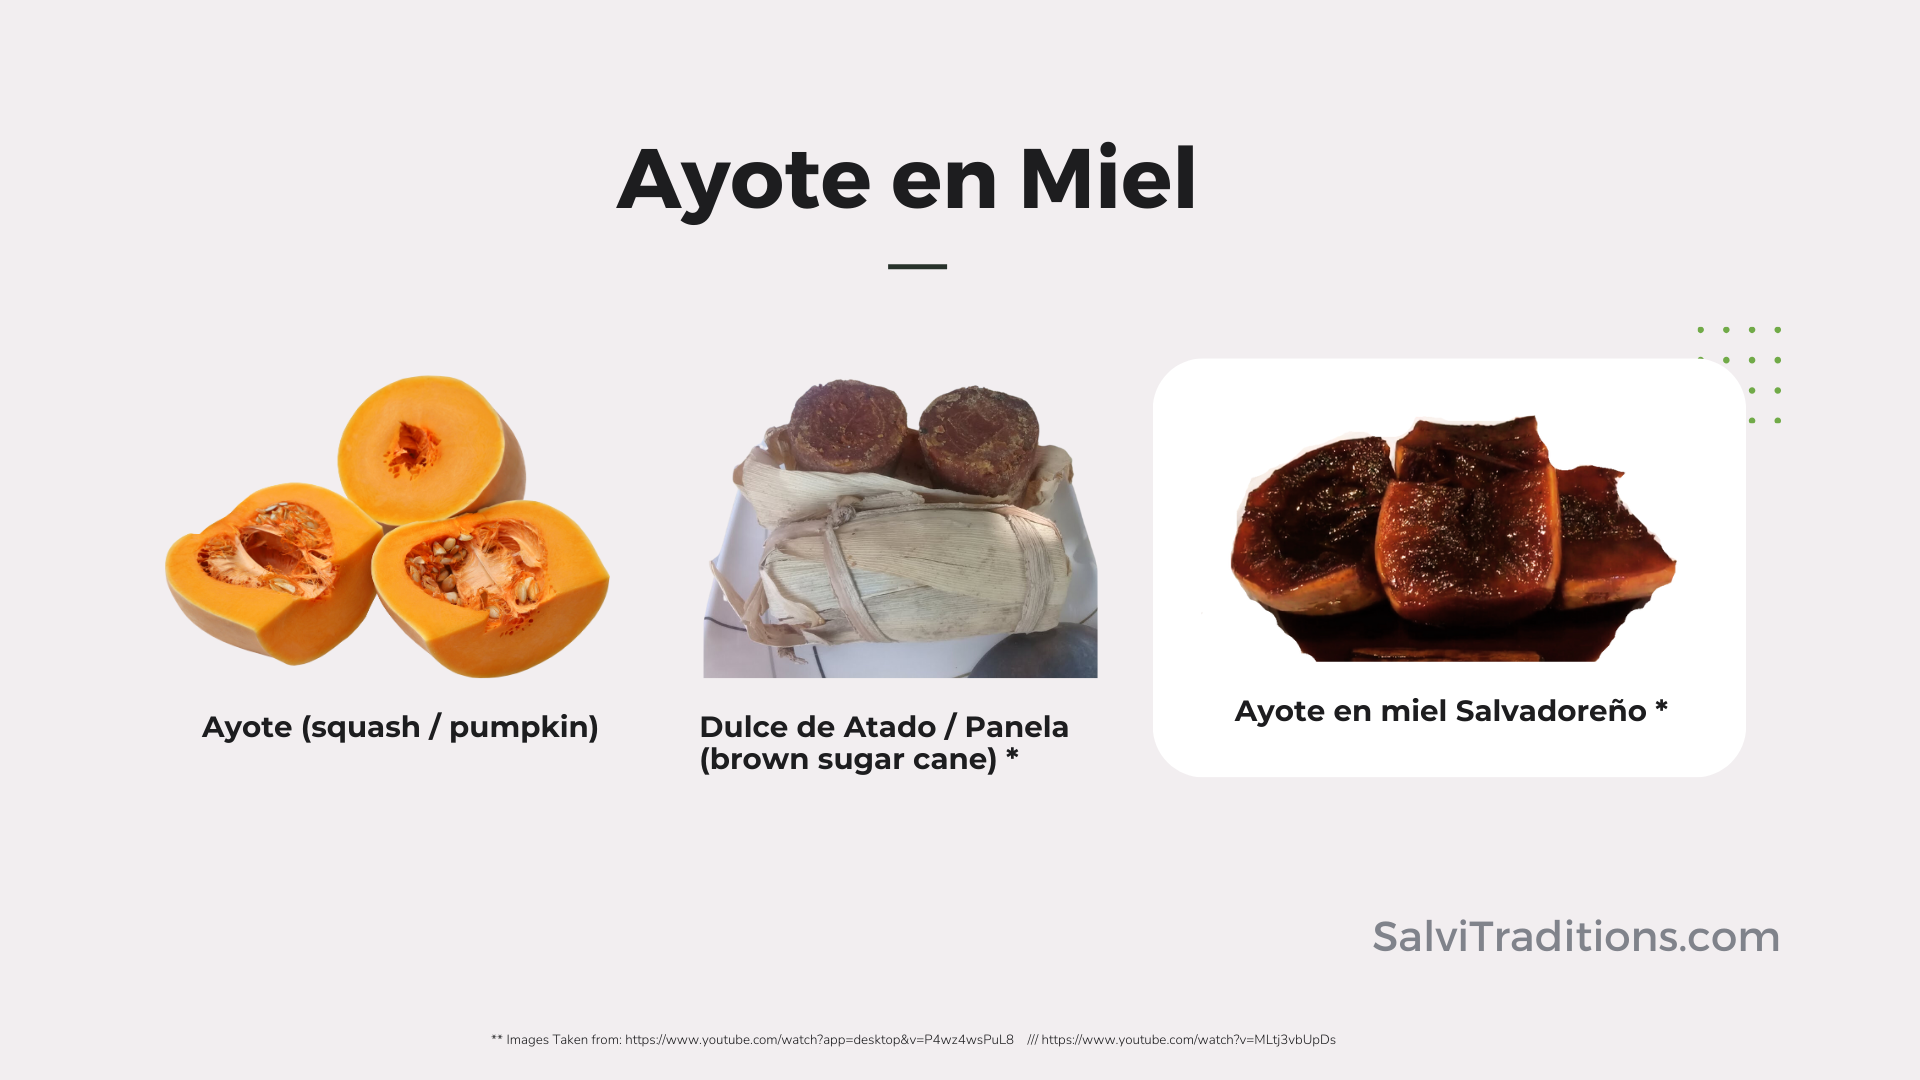 Ayote en Miel
Ayote (squash / pumpkin)
Dulce de Atado / Panela
(brown sugar cane) *
Ayote en miel Salvadoreño *
SalviTraditions.com
** Images Taken from: https://www.youtube.com/watch?app=desktop&v=P4wz4wsPuL8 /// https://www.youtube.com/watch?v=MLtj3vbUpDs